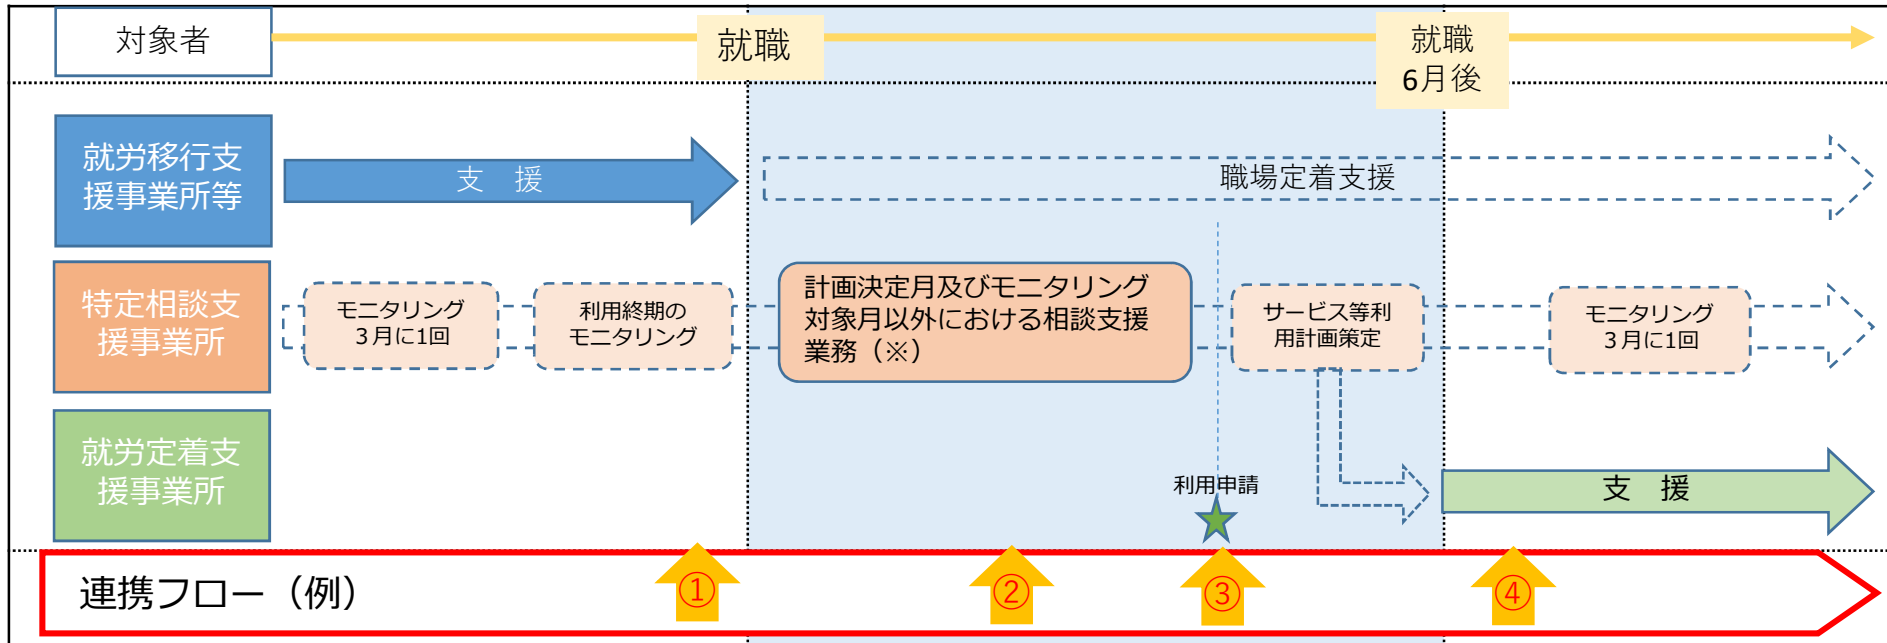 対象者
就職
就職
6月後
就労移行支
援事業所等
支　援
職場定着支援
特定相談支
援事業所
モニタリング
３月に1回
利用終期の
モニタリング
計画決定月及びモニタリング
対象月以外における相談支援
業務（※）
サービス等利
用計画策定
モニタリング
３月に1回
就労定着支
援事業所
利用申請
支　援
連携フロー（例）
①
②
③
④